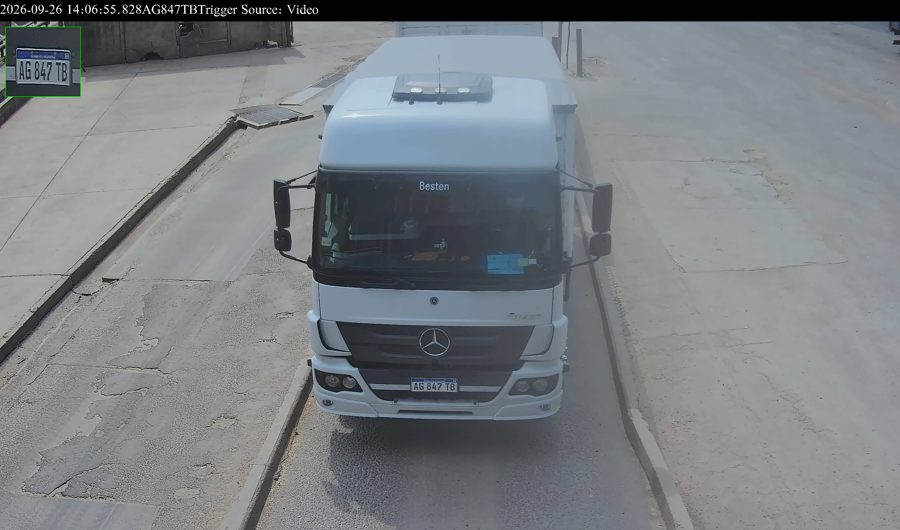 2026-09-26 14:06:55.828AG847TBTrigger Source: Video
AG 847 TB
Besten
AG 847 TB